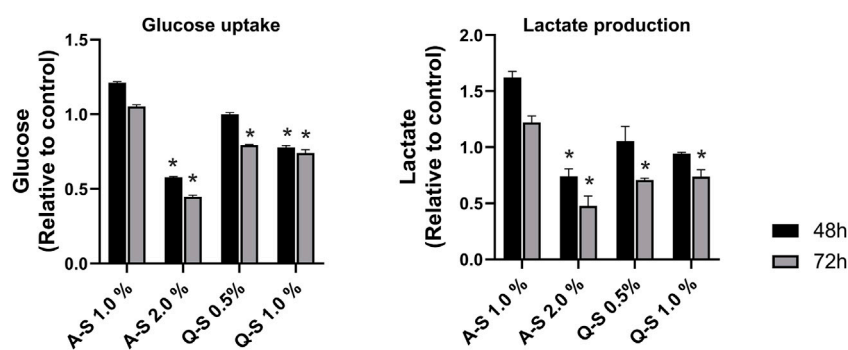 Glucose uptake
Glucose
(Relative to control)
1.5
1.0
0.5
0.0
* * * * *
A-S 1.0 %
A-S 2.0 %
Q-S 0.5%
Q-S 1.0 %
Lactate production
Lactate
(Relative to control)
2.0
1.5
1.0
0.5
0.0
* * * *
A-S 1.0 %
A-S 2.0 %
Q-S 0.5%
Q-S 1.0 %
48h
72h